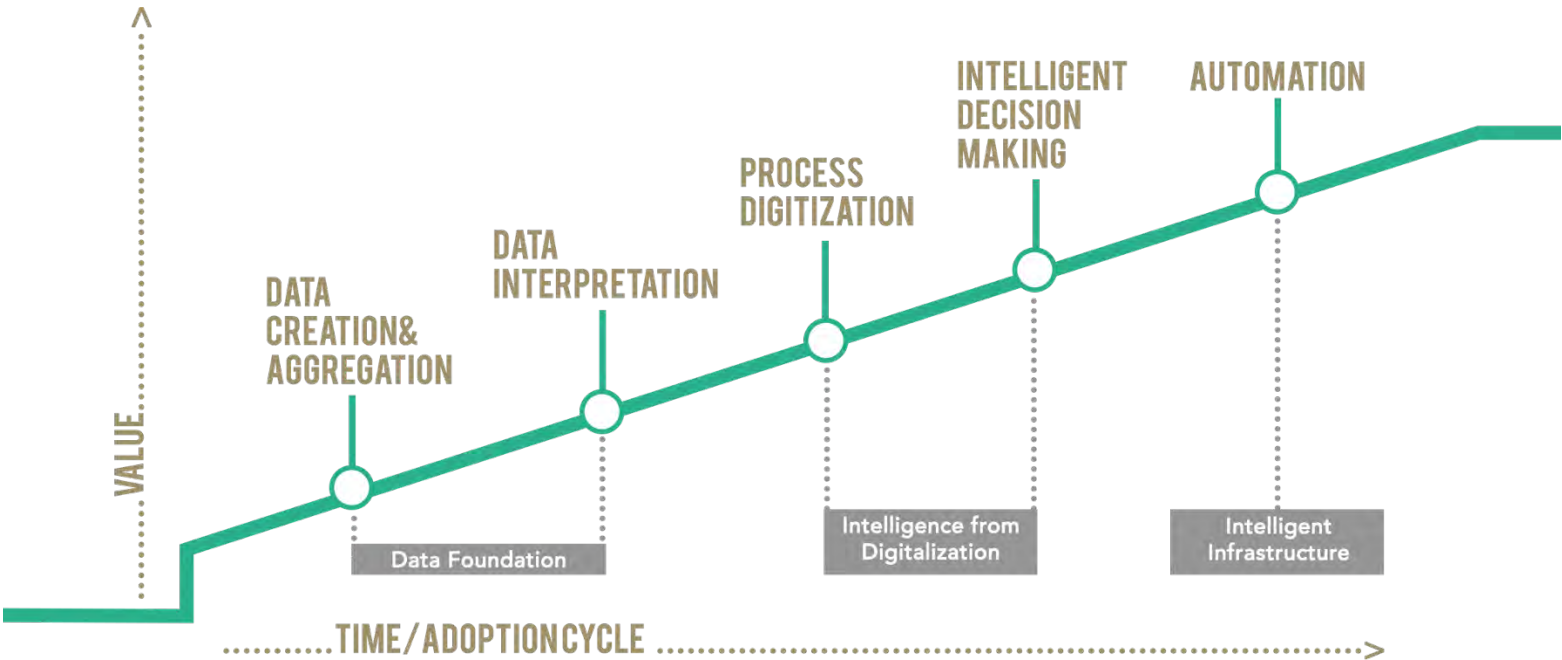 INTELLIGENT
DECISION
MAKING
AUTOMATION
PROCESS
DIGITIZATION
DATA
INTERPRETATION
DATA
CREATION&
AGGREGATION
VALUE
Data Foundation
Intelligence from
Digitalization
Intelligent
Infrastructure
TIME/ADOPTIONCYCLE